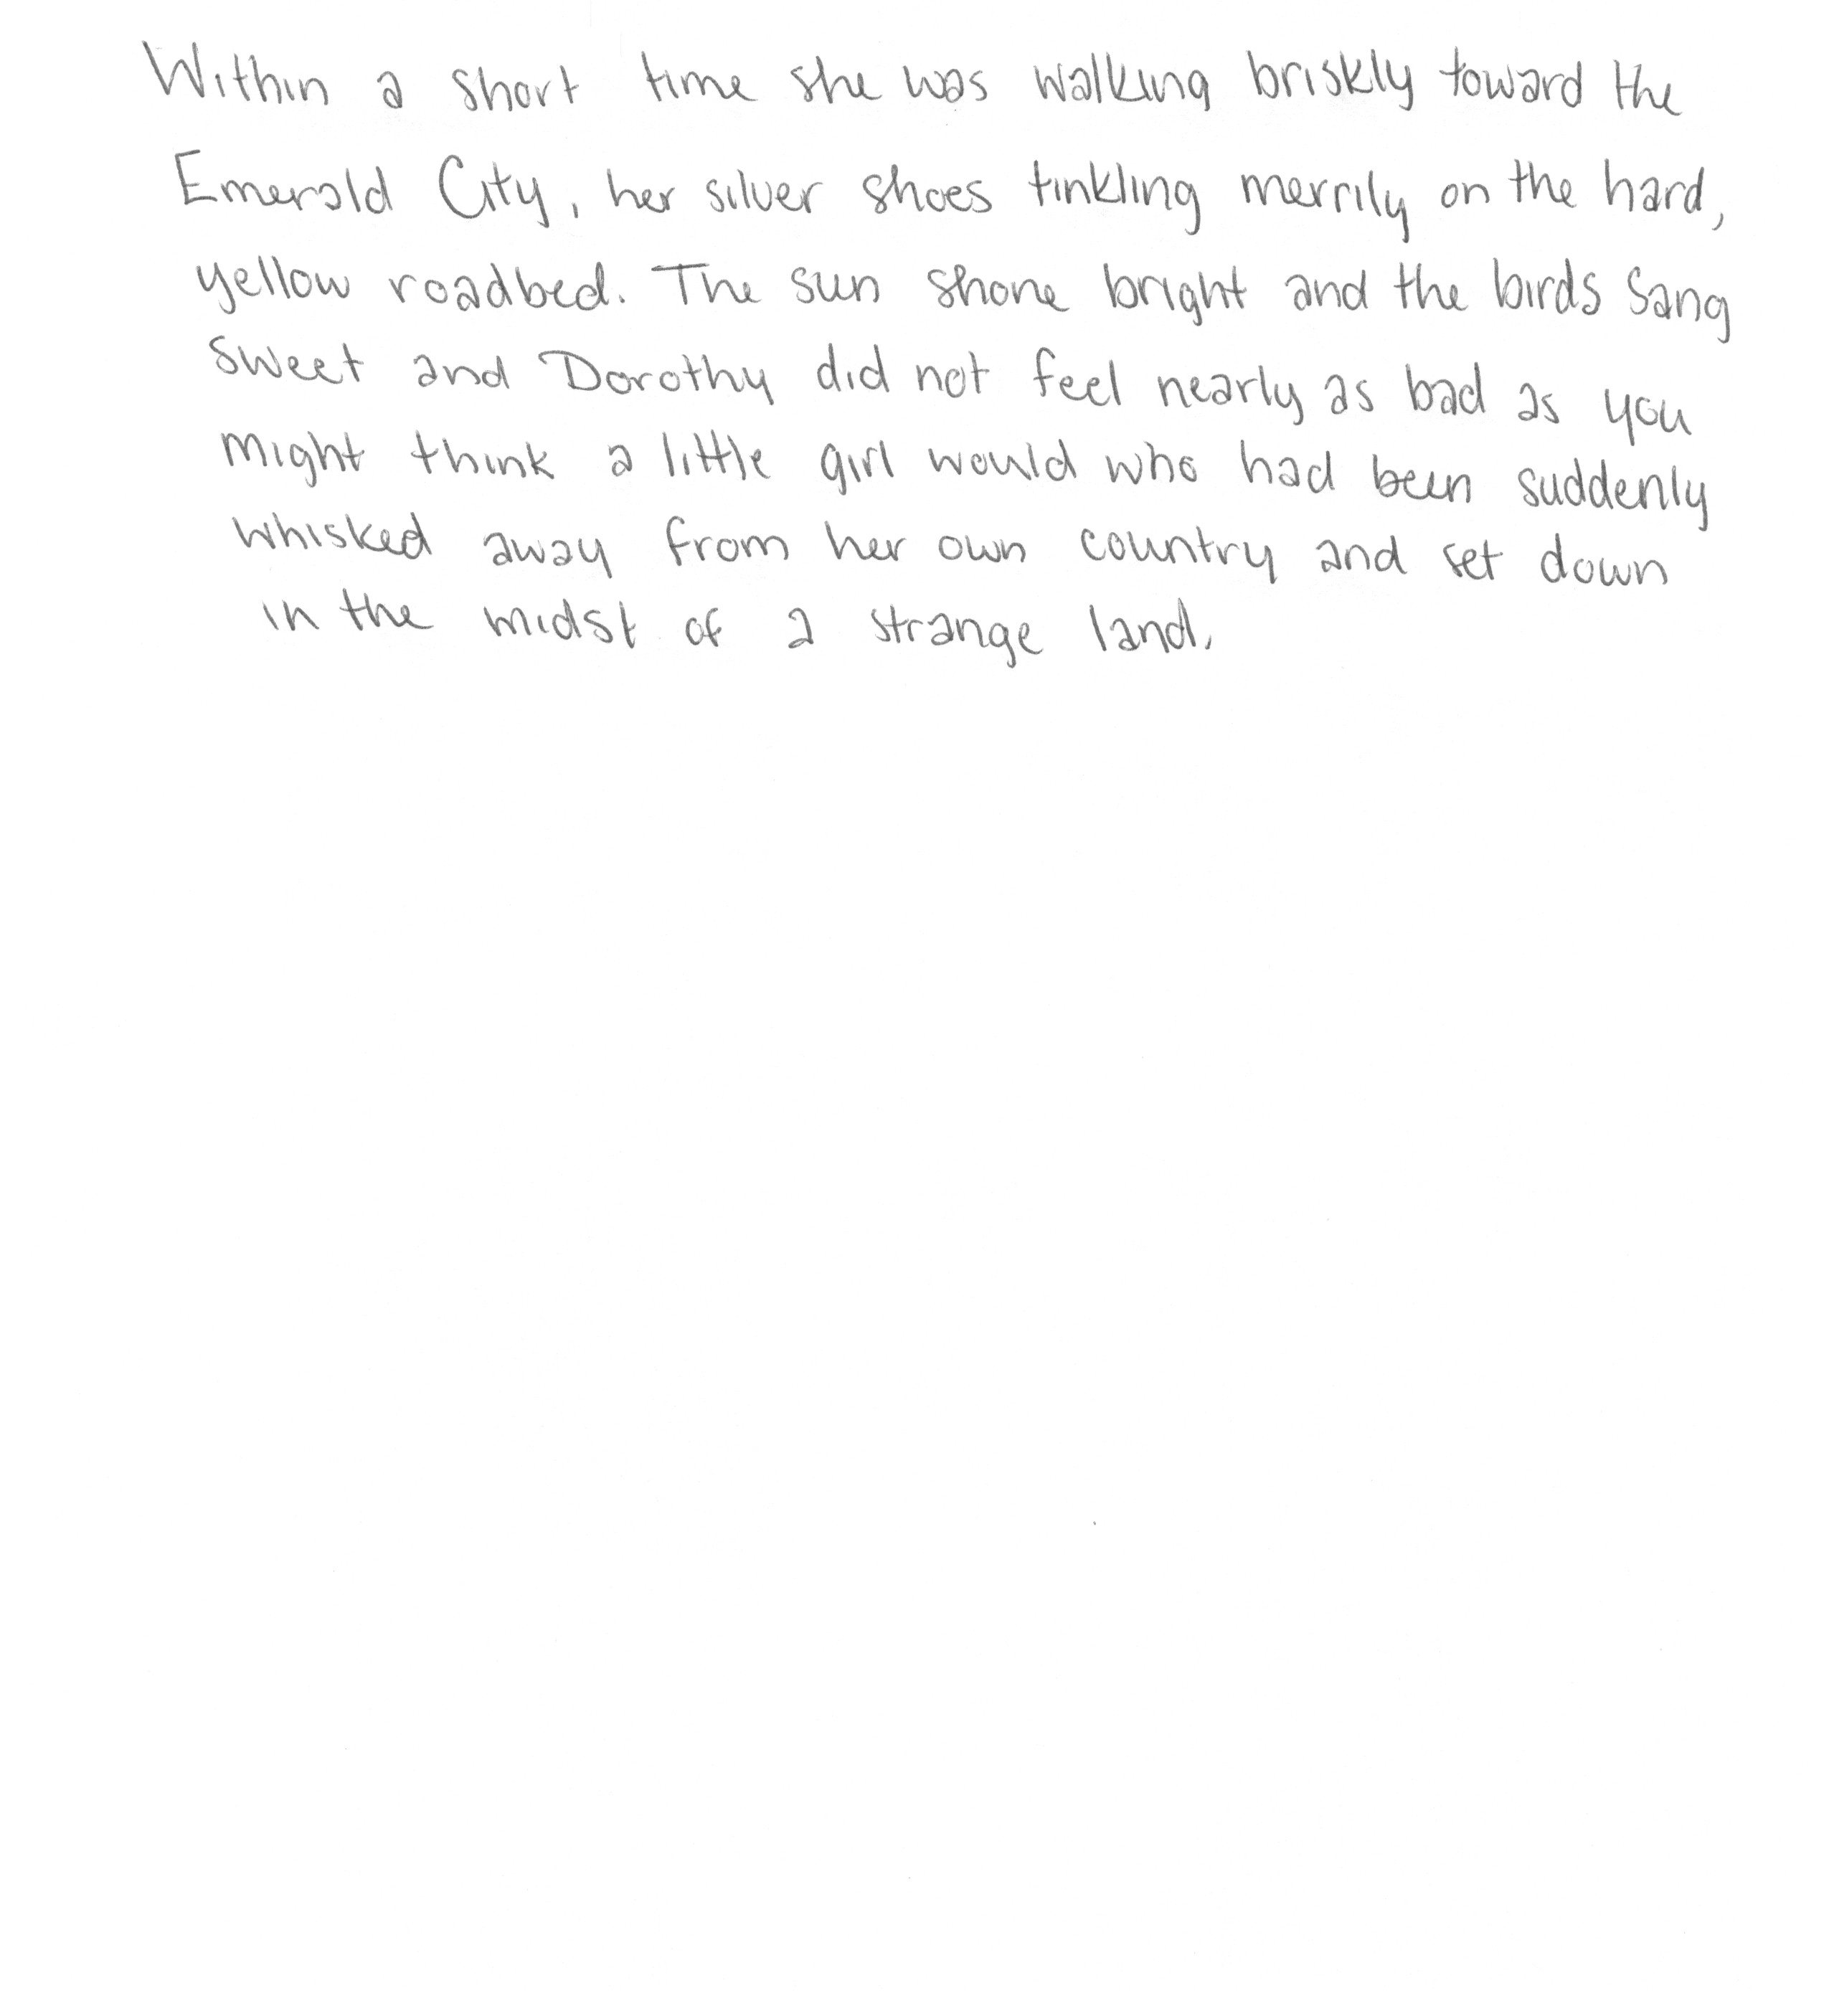 Within a short time she was walking briskly toward the
Emerald City, her silver shoes tinkling merrily on the hard,
yellow roadbed. The sun shone bright and the birds sang
sweet and Dorothy did not feel nearly as bad as you
might think a little girl would who had been suddenly
whisked away from her own country and set down
in the midst of a strange land.